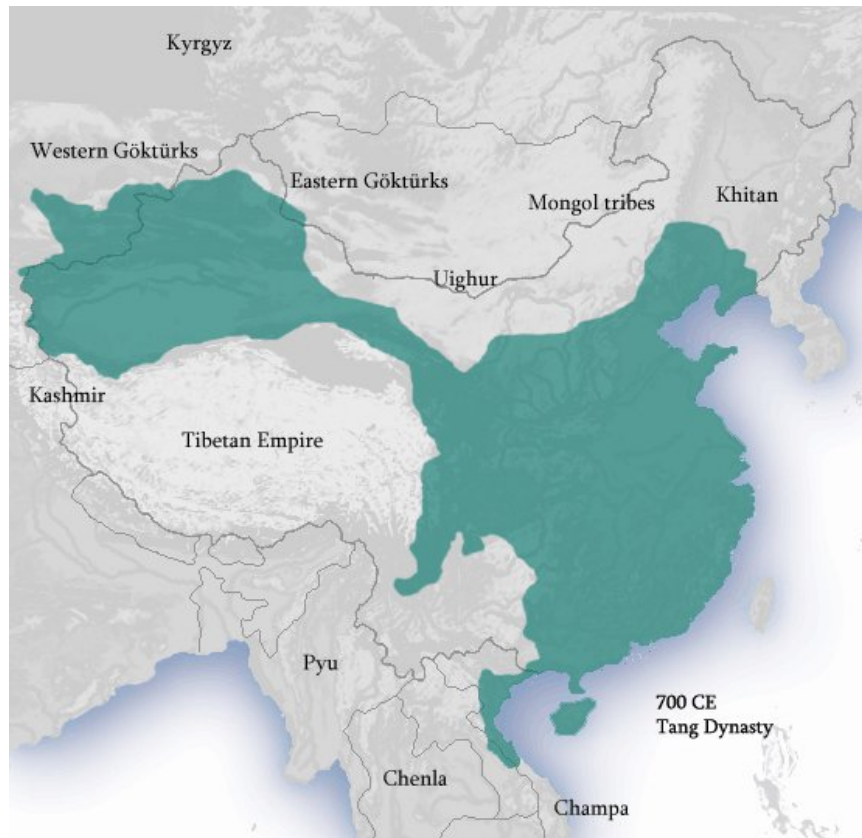 Kyrgyz
Western Göktürks
Eastern Göktürks
Mongol tribes
Khitan
Uighur
Kashmir
Tibetan Empire
Pyu
700 CE
Tang Dynasty
Chenla
Champa